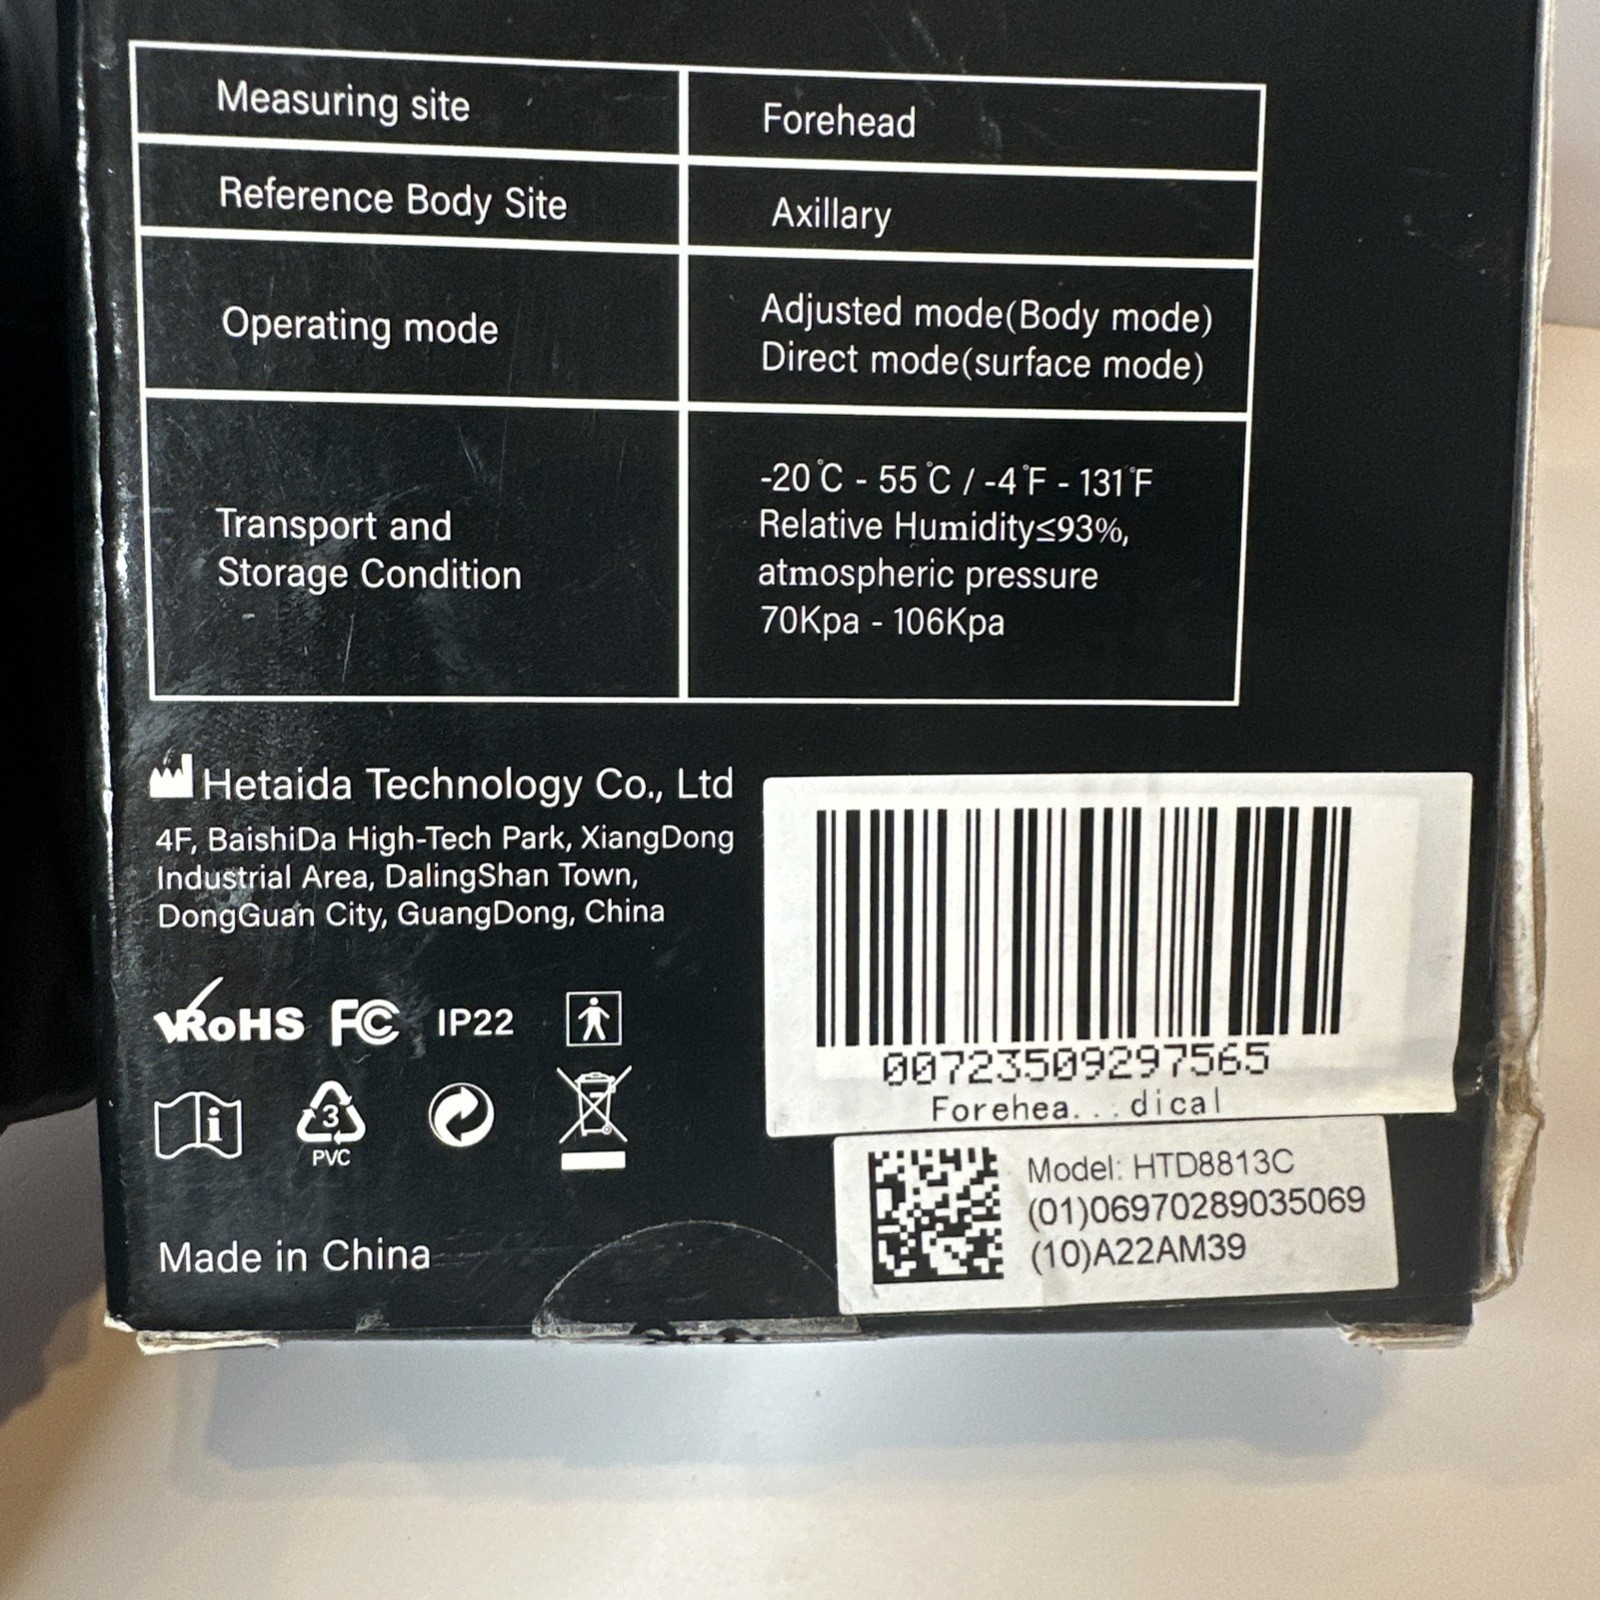 Measuring site
Forehead
Reference Body Site
Axillary
Operating mode
Adjusted mode(Body mode)
Direct mode(surface mode)
Transport and
Storage Condition
-20℃ - 55℃ / -4℉ - 131℉
Relative Humidity≤93%,
atmospheric pressure
70Kpa - 106Kpa
Hetaida Technology Co., Ltd
4F, BaishiDa High-Tech Park, XiangDong
Industrial Area, DalingShan Town,
DongGuan City, GuangDong, China
RoHS FC IP22
i
3
PVC
Made in China
00723509297565
Forehea...dical
Model: HTD8813C
(01)06970289035069
(10)A22AM39